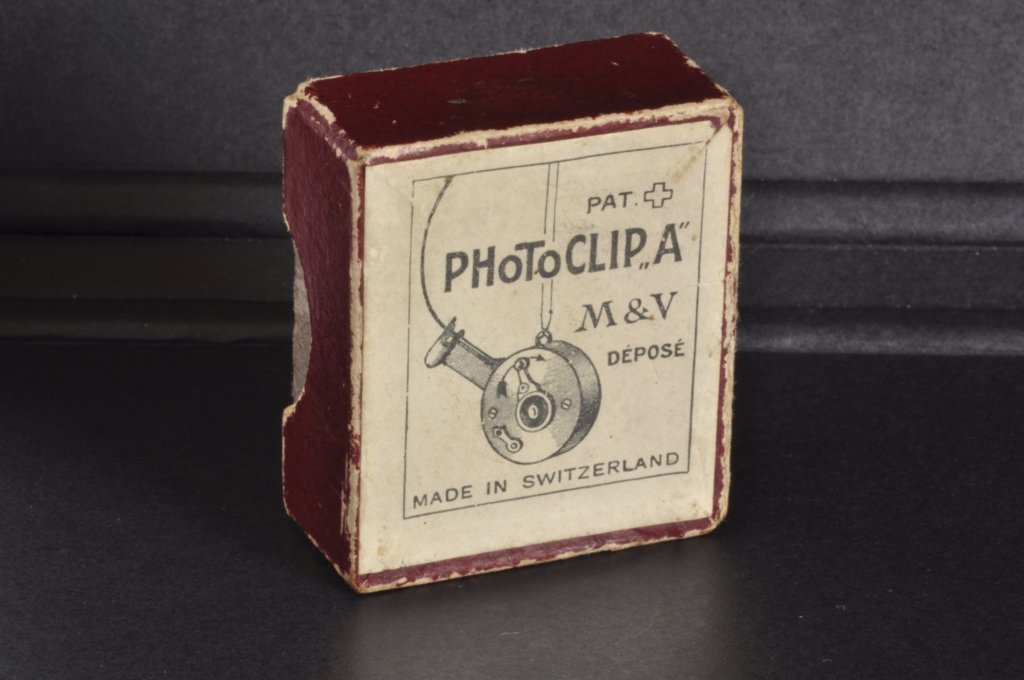 PAT.
PHoToCLIP „A”
M & V
DÉPOSÉ
MADE IN SWITZERLAND